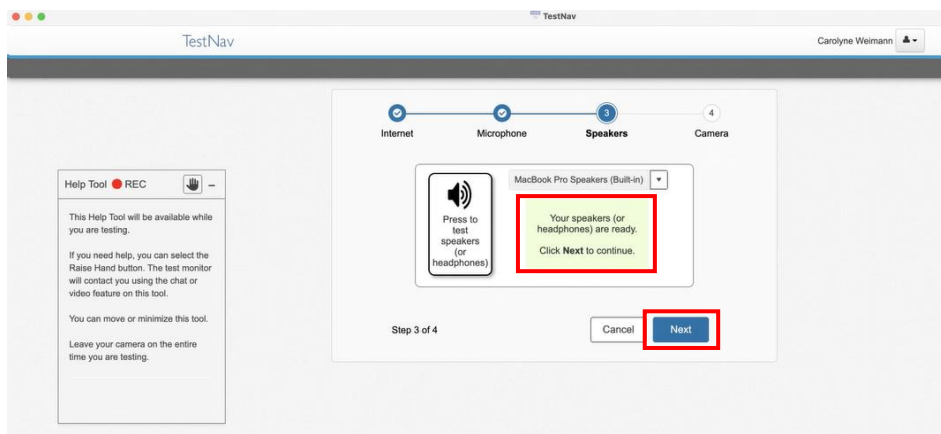 TestNav
TestNav
Carolyne Weimann
3
4
Internet
Microphone
Speakers
Camera
Help Tool REC
This Help Tool will be available while
you are testing.
If you need help, you can select the
Raise Hand button. The test monitor
will contact you using the chat or
video feature on this tool.
You can move or minimize this tool.
Leave your camera on the entire
time you are testing.
MacBook Pro Speakers (Built-in)
Press to
test
speakers
(or
headphones)
Your speakers (or
headphones) are ready.
Click Next to continue.
Step 3 of 4
Cancel
Next